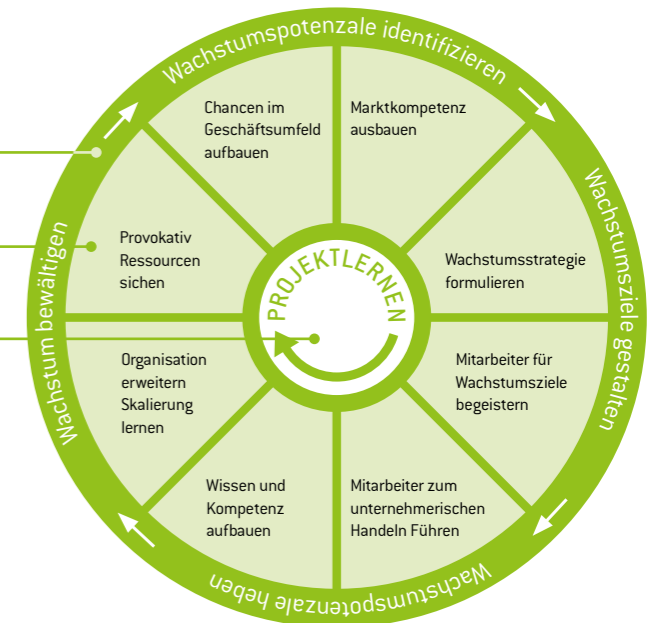 Wachstumspotenzale identifizieren
Chancen im
Geschäftsumfeld
aufbauen
Marktkompetenz
ausbauen
Wachstumsziele gestalten
Wachstumsstrategie
formulieren
Mitarbeiter für
Wachstumsziele
begeistern
Mitarbeiter zum
unternehmerischen
Handeln Führen
Wachstumspotenzale heben
Wissen und
Kompetenz
aufbauen
Organisation
erweitern
Skalierung
lernen
Wachstum bewältigen
Provokativ
Ressourcen
sichen
PROJEKTLERNEN